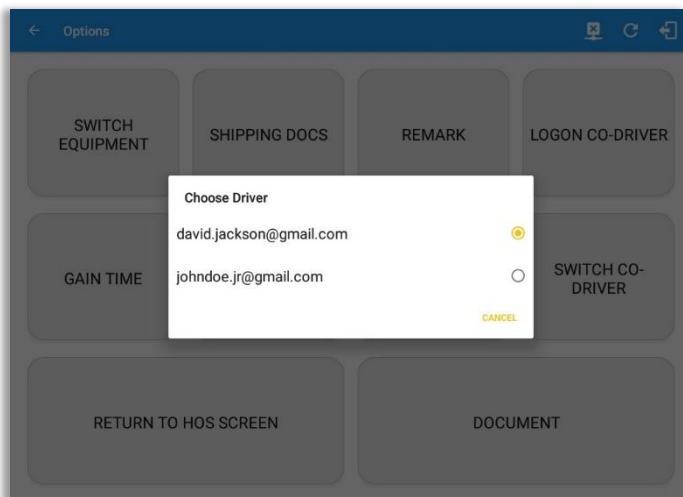 Options
SWITCH
EQUIPMENT
SHIPPING DOCS
REMARK
LOGON CO-DRIVER
Choose Driver
david.jackson@gmail.com
johndoe.jr@gmail.com
CANCEL
GAIN TIME
SWITCH CO-
DRIVER
RETURN TO HOS SCREEN
DOCUMENT